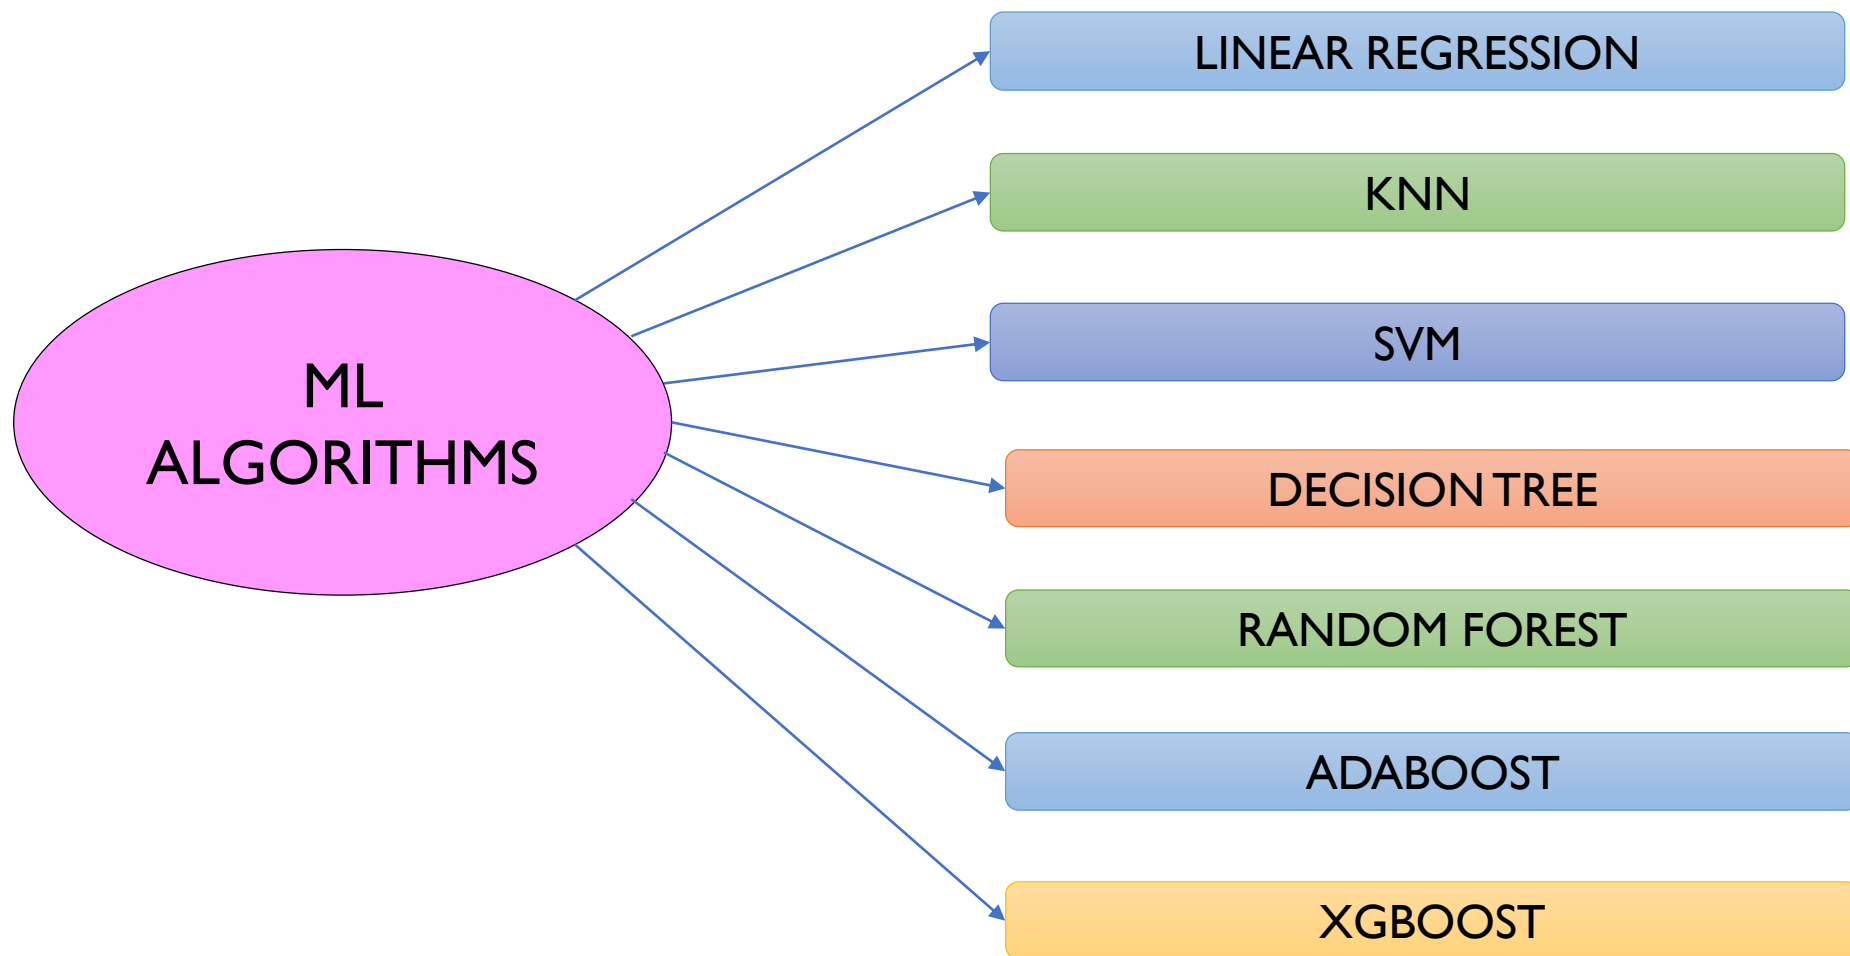 ML
ALGORITHMS
LINEAR REGRESSION
KNN
SVM
DECISION TREE
RANDOM FOREST
ADABOOST
XGBOOST